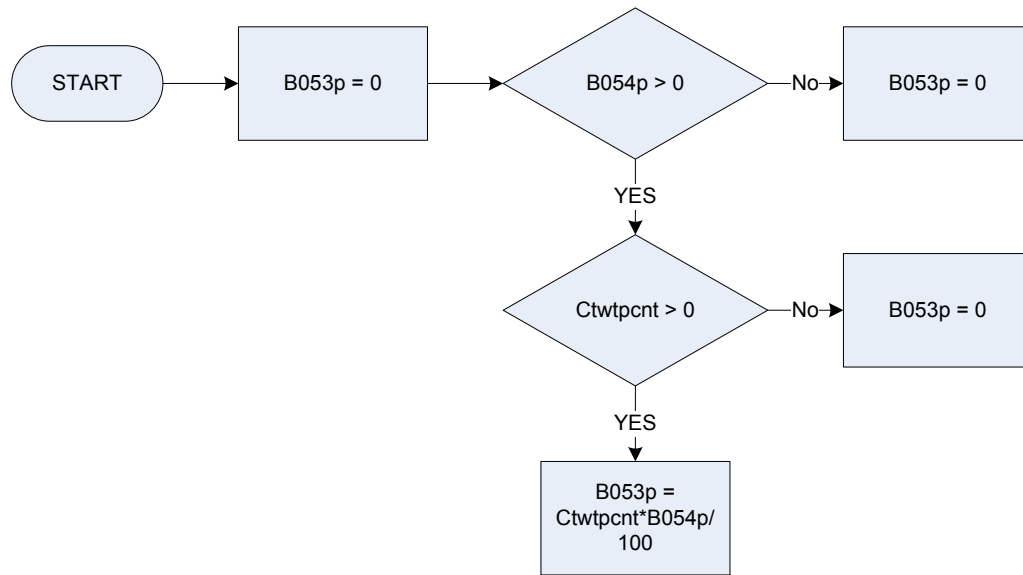 START
B053p = 0
B054p > 0
No
B053p = 0
YES
Ctwtpcnt > 0
No
B053p = 0
YES
B053p =
Ctwtpcnt*B054p/
100